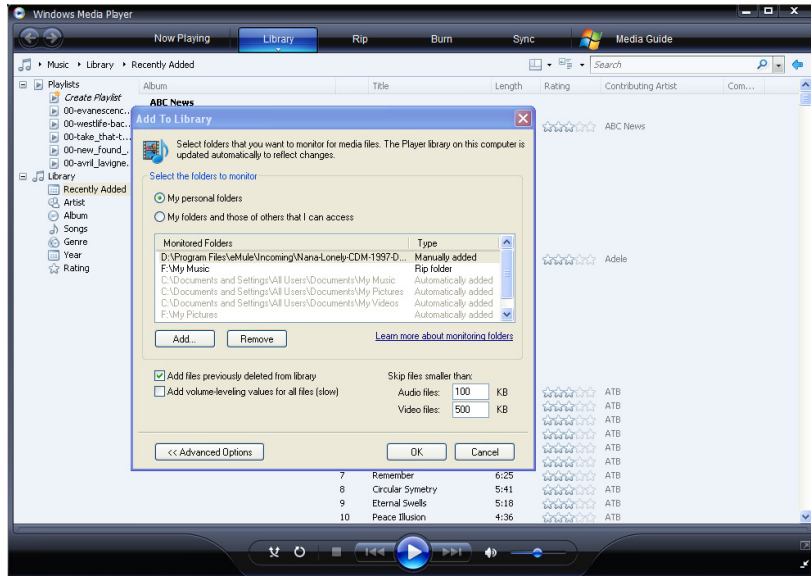 Windows Media Player
Now Playing
Library
Rip
Burn
Sync
Media Guide
Music
Library
Recently Added
Search
Playlists
Create Playlist
00-evanescenc...
00-westlife-bac...
00-take_that-t...
00-new_found_...
00-avril_lavigne.
Library
Recently Added
Artist
Album
Songs
Genre
Year
Rating
Album
Title
Length
Rating
Contributing Artist
Com...
ABC News
ABC News
Adele
Add To Library
Select folders that you want to monitor for media files. The Player library on this computer is
updated automatically to reflect changes.
Select the folders to monitor
My personal folders
My folders and those of others that I can access
Monitored Folders Type
D:\Program Files\eMule\Incoming\Nana-Lonely-CDM-1997-D... Manually added
F:\My Music Rip folder
C:\Documents and Settings\All Users\Documents\My Music Automatically added
C:\Documents and Settings\All Users\Documents\My Pictures Automatically added
C:\Documents and Settings\All Users\Documents\My Videos Automatically added
F:\My Pictures Automatically added
Add...
Remove
Learn more about monitoring folders
Add files previously deleted from library
Add volume-leveling values for all files (slow)
Skip files smaller than:
Audio files: 100 KB
Video files: 500 KB
<< Advanced Options
OK
Cancel
ATB
ATB
ATB
ATB
ATB
ATB
7 Remember 6:25 ATB
8 Circular Symetry 5:41 ATB
9 Eternal Swells 5:18 ATB
10 Peace Illusion 4:36 ATB